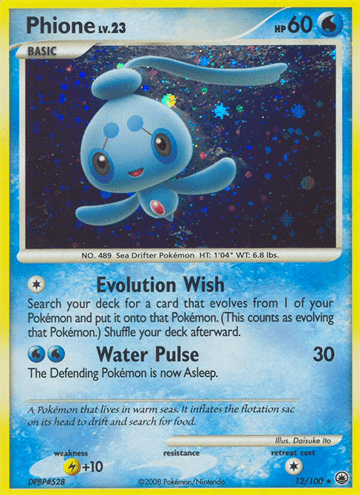 Phione LV.23
HP 60
BASIC
NO. 489 Sea Drifter Pokémon HT: 1'04" WT: 6.8 lbs.
Evolution Wish
Search your deck for a card that evolves from 1 of your
Pokémon and put it onto that Pokémon. (This counts as evolving
that Pokémon.) Shuffle your deck afterward.
Water Pulse 30
The Defending Pokémon is now Asleep.
A Pokémon that lives in warm seas. It inflates the flotation sac
on its head to drift and search for food.
Illus. Daisuke Ito
weakness resistance retreat cost
+10
DPBP#528 ©2008 Pokémon/Nintendo 12/100 ★